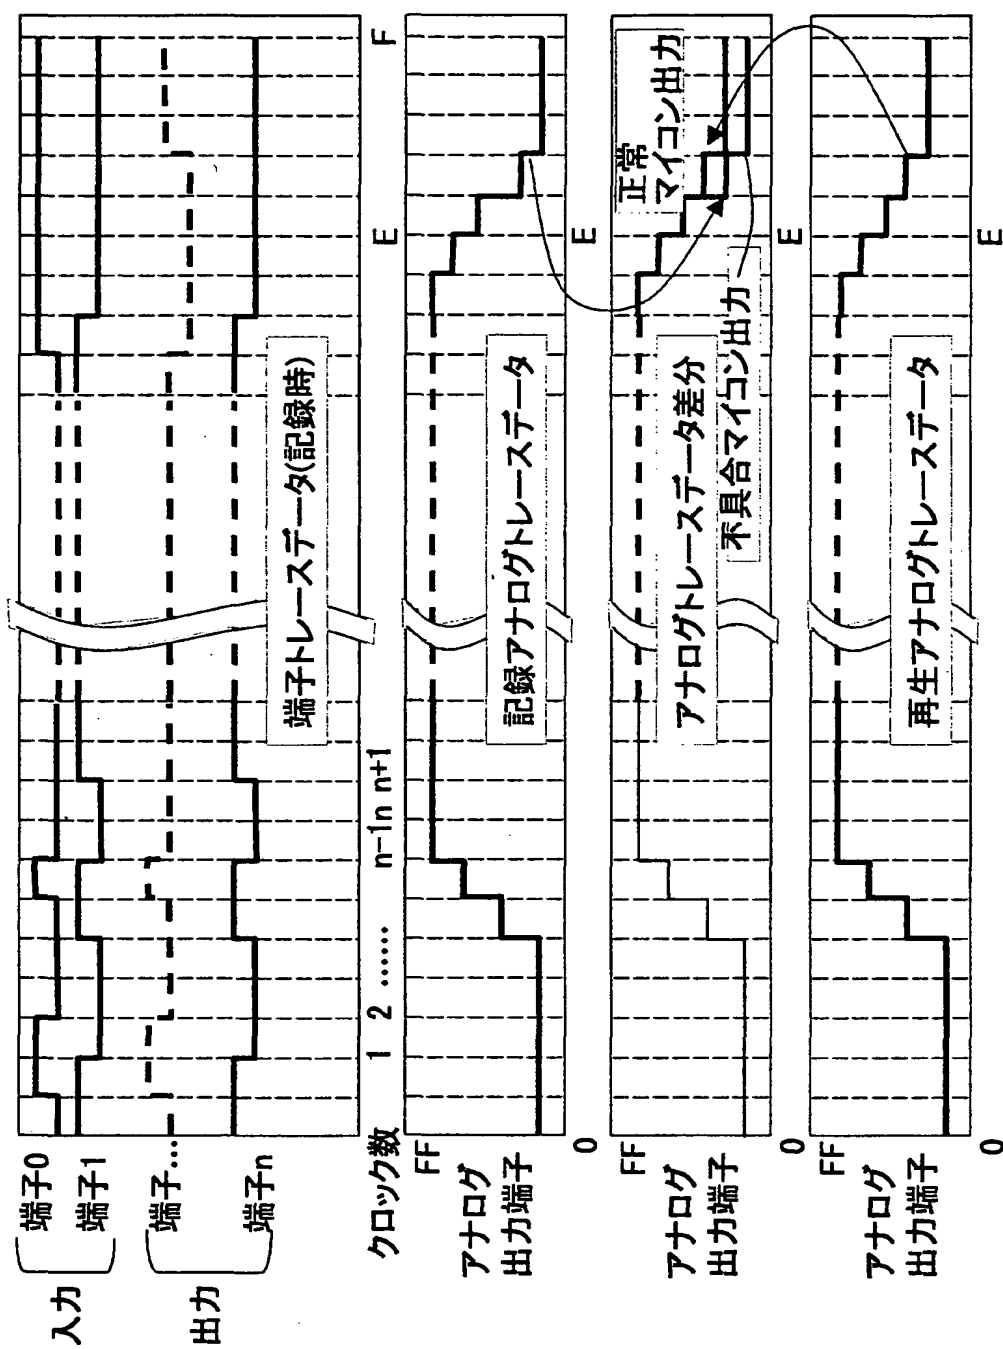 入力
端子0
端子1
出力
端子...
端子n
端子トレースデータ(記録時)
クロック数
1
2
......
n-1
n
n+1
E
F
アナログ
出力端子
FF
0
記録アナログトレースデータ
E
アナログ
出力端子
FF
0
アナログトレースデータ差分
不具合マイコン出力
正常
マイコン出力
E
アナログ
出力端子
FF
0
再生アナログトレースデータ
E